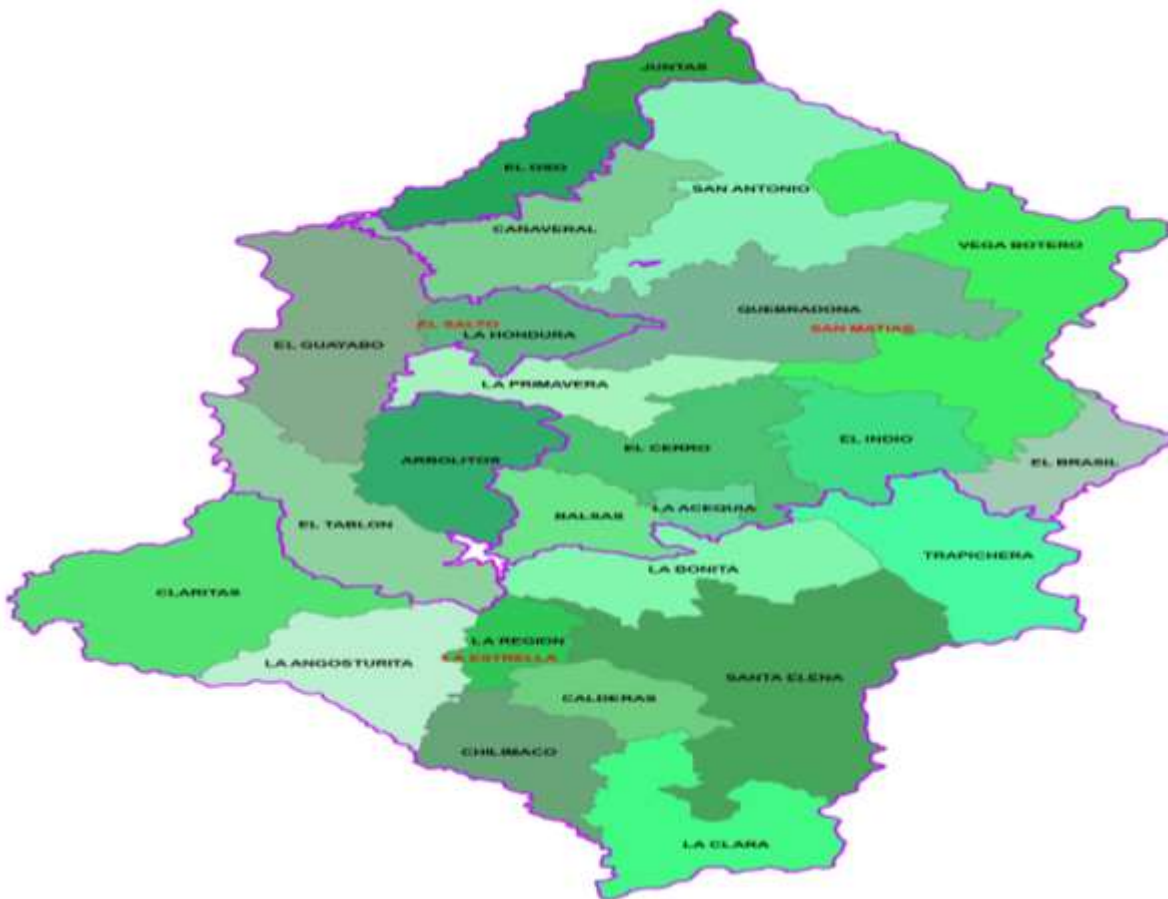 JUNTAS
EL OSO
SAN ANTONIO
CAÑAVERAL
VEGA BOTERO
QUEBRADONA
EL SALTO
SAN MATIAS
LA HONDURA
EL GUAYABO
LA PRIMAVERA
EL INDIO
EL CERRO
ARBOLITOS
EL BRASIL
LA ACEQUIA
BALSAS
EL TABLON
TRAPICHERA
LA BONITA
CLARITAS
LA REGION
LA ESTRELLA
LA ANGOSTURITA
SANTA ELENA
CALDERAS
CHILIMACO
LA CLARA